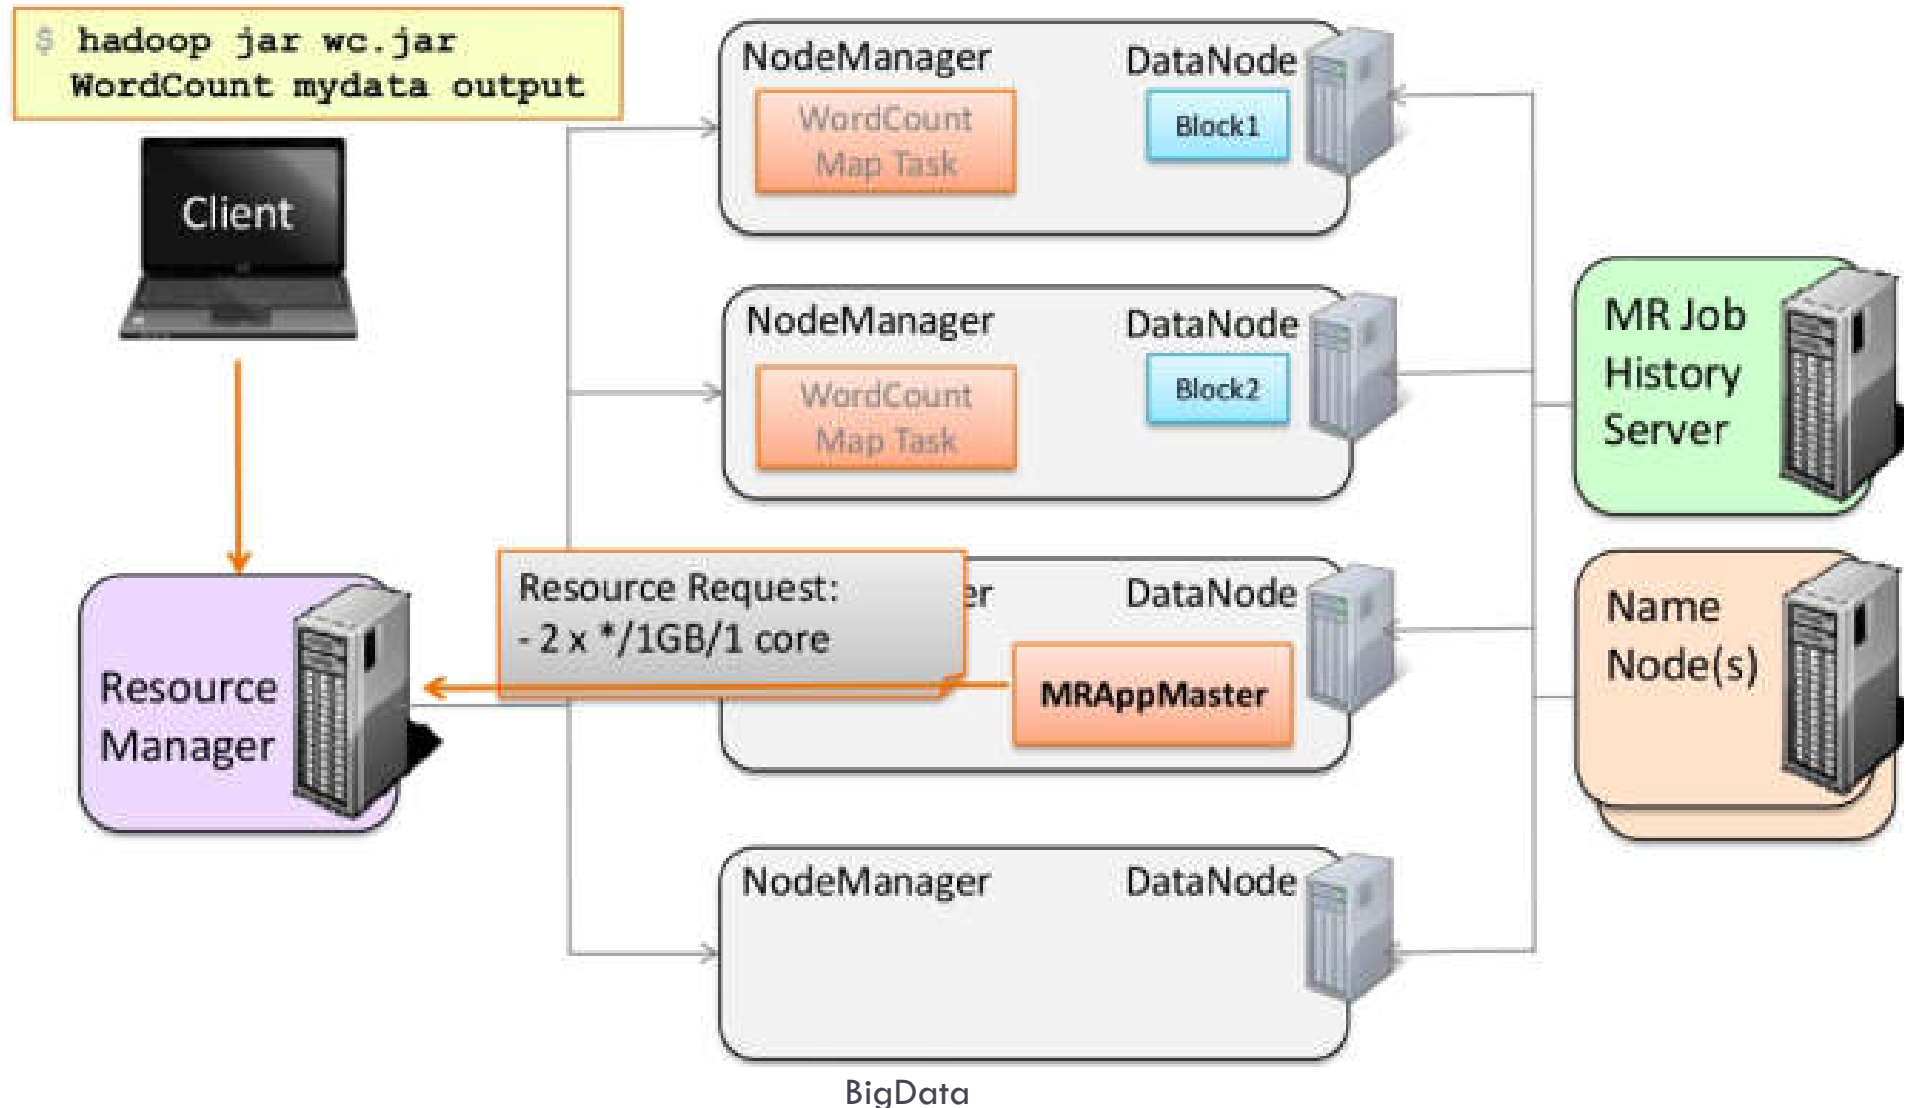 $ hadoop jar wc.jar
WordCount mydata output
Client
Resource
Manager
Resource Request:
- 2 x */1GB/1 core
NodeManager
DataNode
WordCount
Map Task
Block1
NodeManager
DataNode
WordCount
Map Task
Block2
er
DataNode
MRAppMaster
NodeManager
DataNode
MR Job
History
Server
Name
Node(s)
BigData